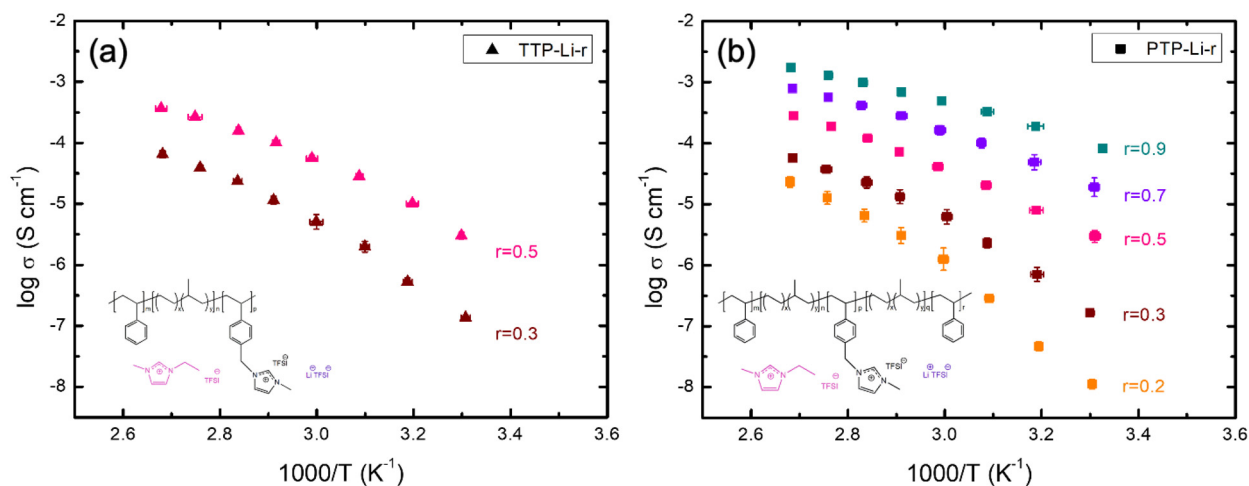 (a)
TTP-Li-r
log σ (S cm⁻¹)
-2
-3
-4
-5
-6
-7
-8
r=0.5
r=0.3
m
x
y
n
p
N
N
⊕
TFSI⊖
N
N
⊕
TFSI⊖
⊖ ⊖
Li TFSI
2.6 2.8 3.0 3.2 3.4 3.6
1000/T (K⁻¹)
(b)
PTP-Li-r
log σ (S cm⁻¹)
-2
-3
-4
-5
-6
-7
-8
r=0.9
r=0.7
r=0.5
r=0.3
r=0.2
m
x
y
n
p
x
y
q
r
N
N
⊕
TFSI⊖
N
N
⊕
TFSI⊖
⊕ ⊖
Li TFSI
2.6 2.8 3.0 3.2 3.4 3.6
1000/T (K⁻¹)